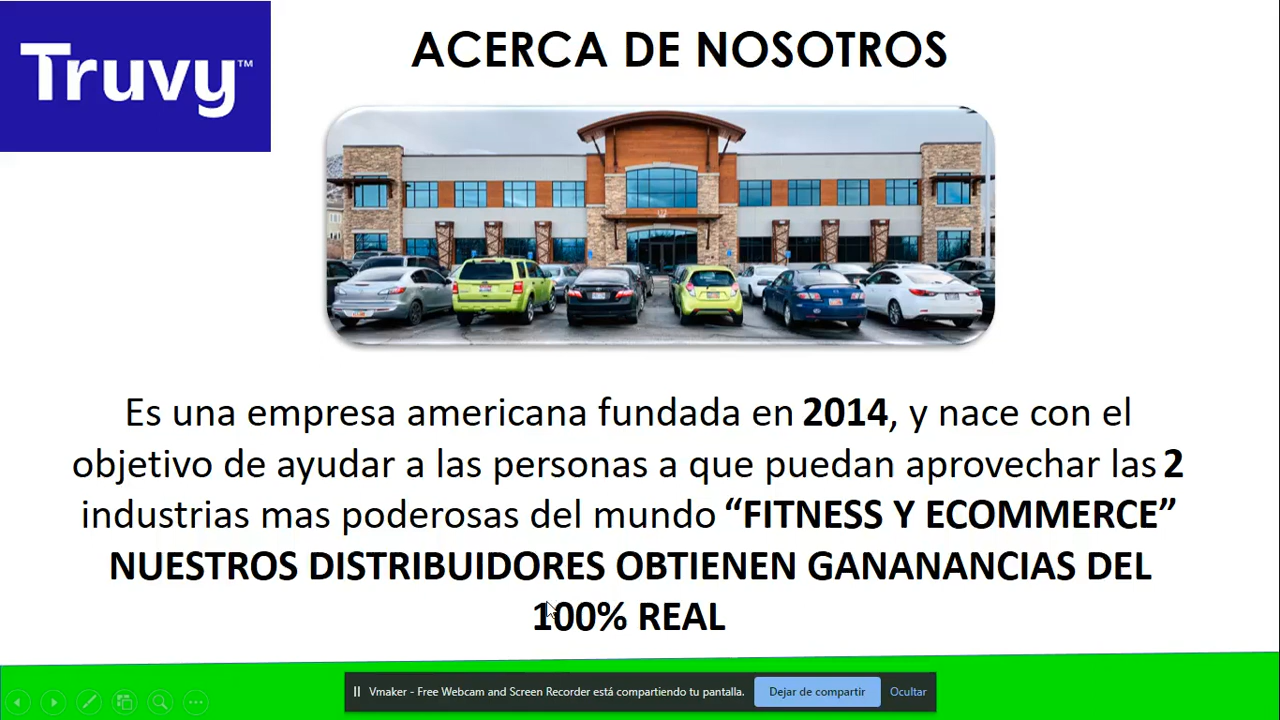 Truvy™
ACERCA DE NOSOTROS
Es una empresa americana fundada en 2014, y nace con el
objetivo de ayudar a las personas a que puedan aprovechar las 2
industrias mas poderosas del mundo “FITNESS Y ECOMMERCE”
NUESTROS DISTRIBUIDORES OBTIENEN GANANANCIAS DEL
100% REAL
Vmaker - Free Webcam and Screen Recorder está compartiendo tu pantalla.
Dejar de compartir
Ocultar